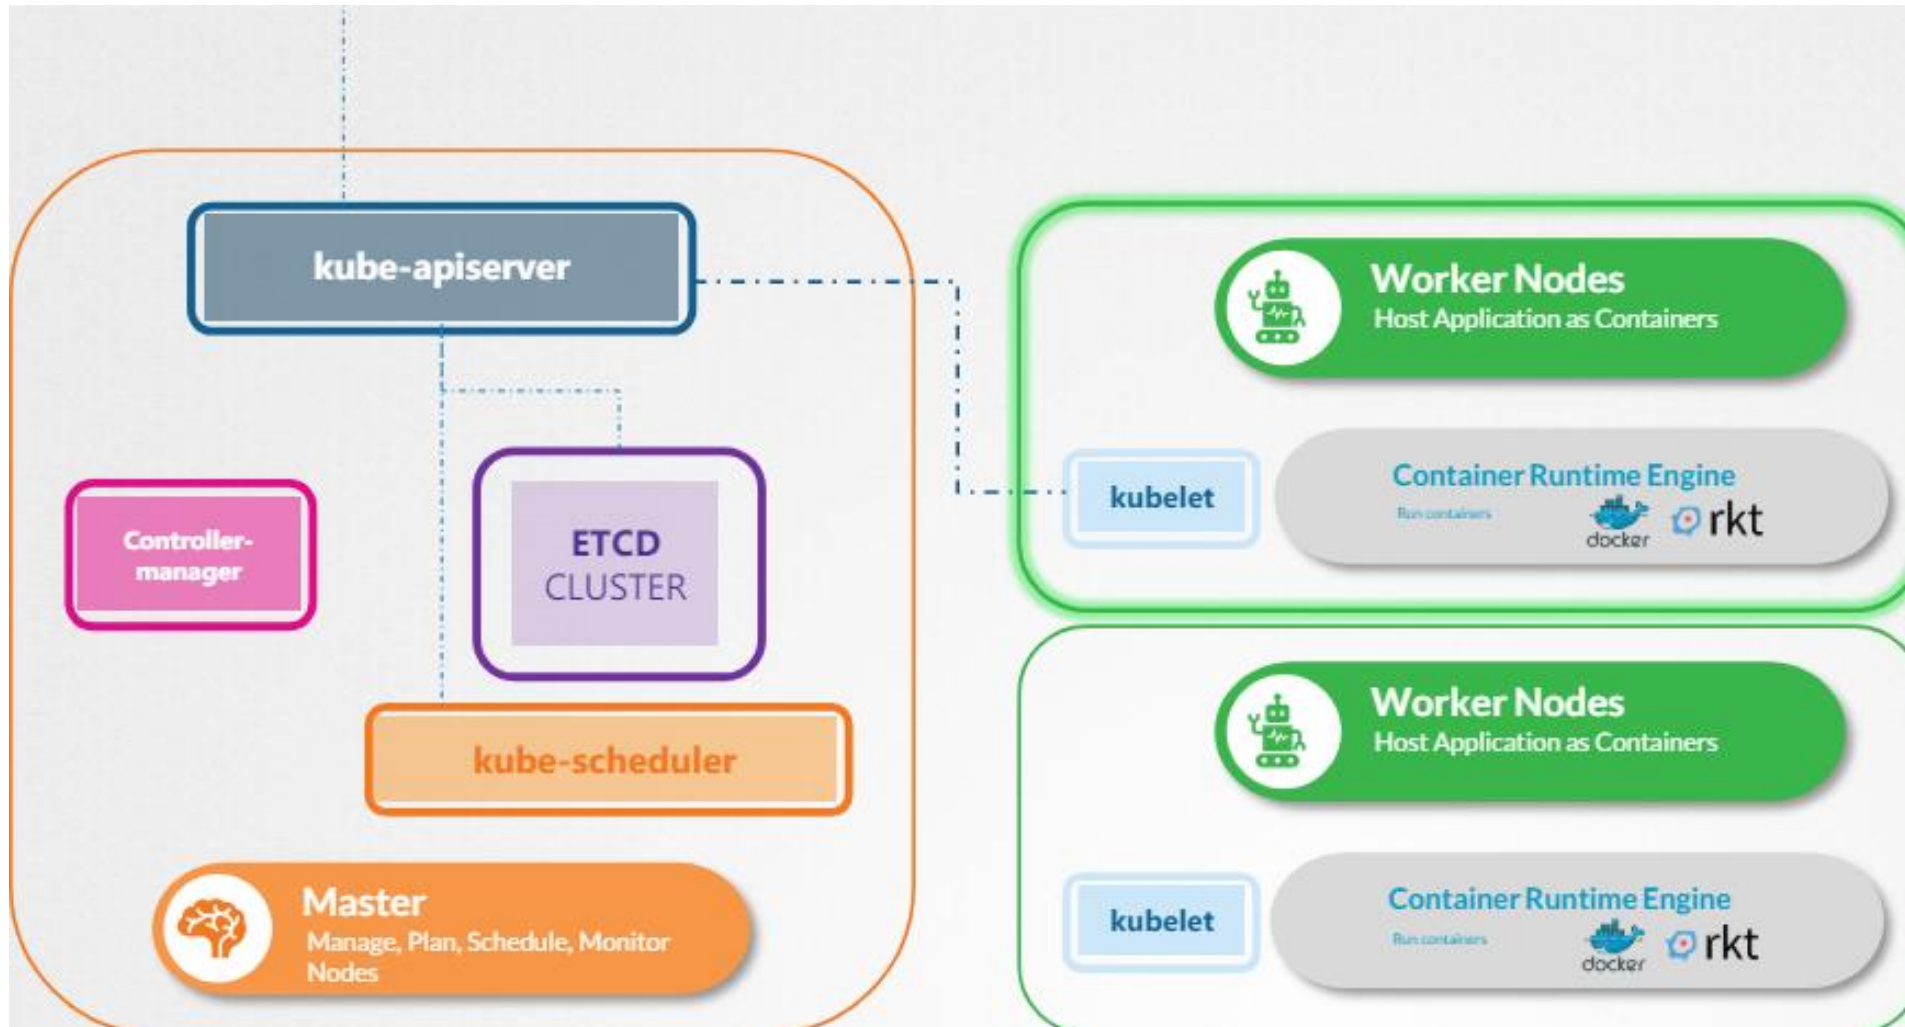 kube-apiserver
Controller-
manager
ETCD
CLUSTER
kube-scheduler
Master
Manage, Plan, Schedule, Monitor
Nodes
Worker Nodes
Host Application as Containers
kubelet
Container Runtime Engine
Run containers
docker
rkt
Worker Nodes
Host Application as Containers
kubelet
Container Runtime Engine
Run containers
docker
rkt